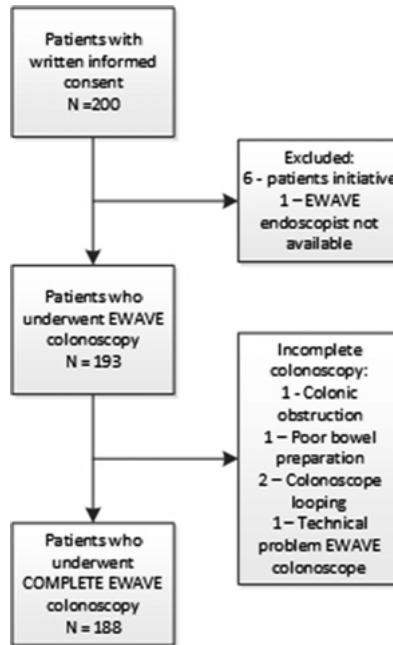 Patients with
written informed
consent
N =200
Excluded:
6 - patients initiative
1 – EWAVE
endoscopist not
available
Patients who
underwent EWAVE
colonoscopy
N = 193
Incomplete
colonoscopy:
1 - Colonic
obstruction
1 – Poor bowel
preparation
2 – Colonoscope
looping
1 – Technical
problem EWAVE
colonoscope
Patients who
underwent
COMPLETE EWAVE
colonoscopy
N = 188